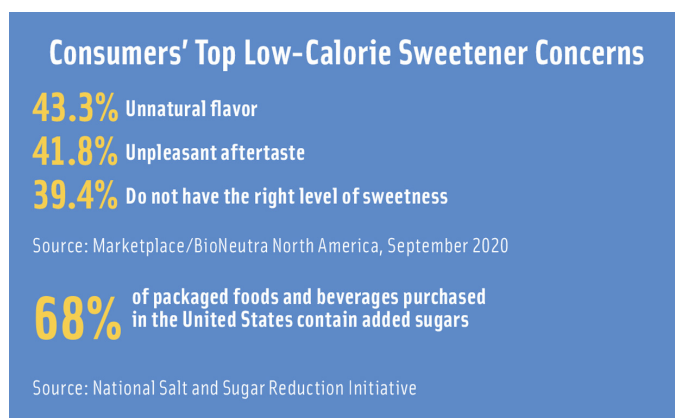 Consumers’ Top Low-Calorie Sweetener Concerns
43.3% Unnatural flavor
41.8% Unpleasant aftertaste
39.4% Do not have the right level of sweetness
Source: Marketplace/BioNeutra North America, September 2020
68% of packaged foods and beverages purchased
in the United States contain added sugars
Source: National Salt and Sugar Reduction Initiative